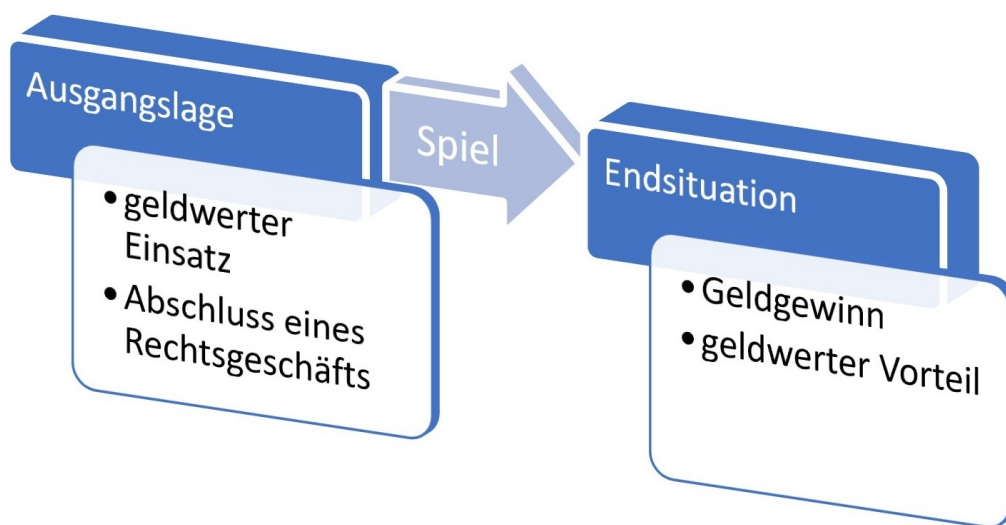 Ausgangslage
• geldwerter
Einsatz
• Abschluss eines
Rechtsgeschäfts
Spiel
Endsituation
• Geldgewinn
• geldwerter Vorteil